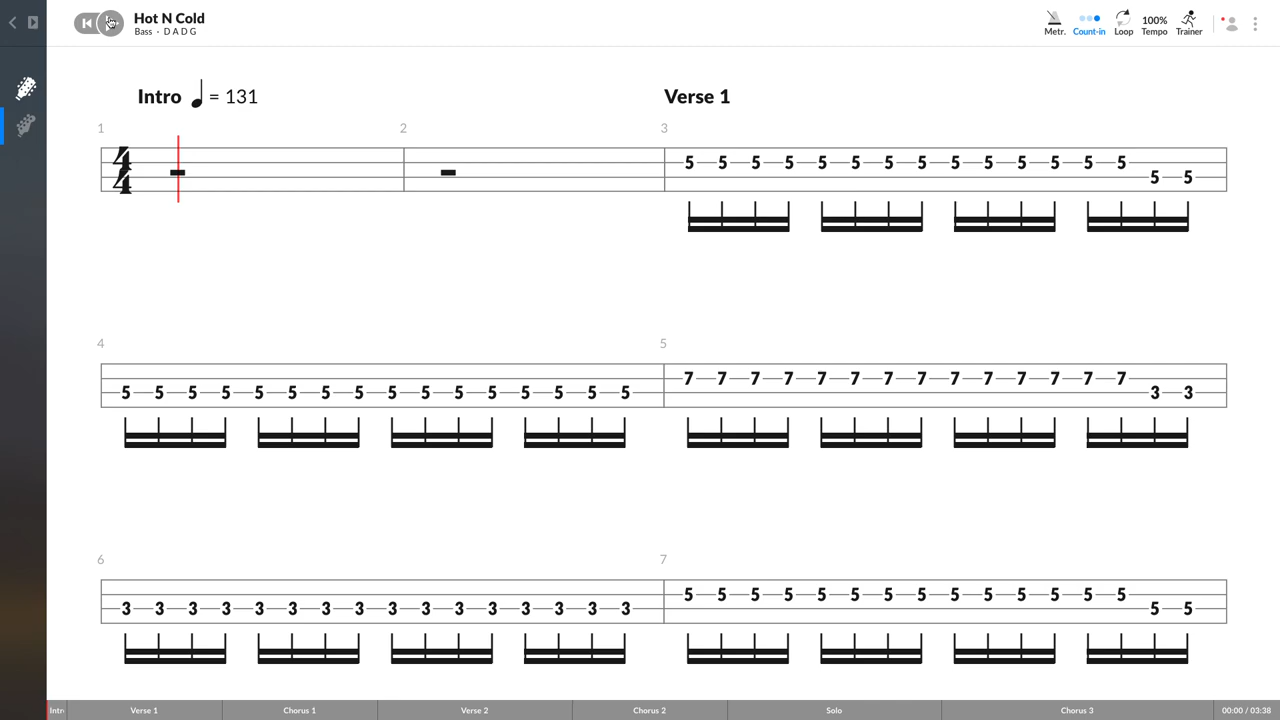 Hot N Cold
Bass · D A D G
Metr.
Count-in
Loop
100%
Tempo
Trainer
Intro ♩ = 131
Verse 1
1 2 3
4
4
5 5 5 5 5 5 5 5 5 5 5 5 5 5
5 5
4 5
7 7 7 7 7 7 7 7 7 7 7 7 7 7
5 5 5 5 5 5 5 5 5 5 5 5 5 5 5 5 3 3
6 7
5 5 5 5 5 5 5 5 5 5 5 5 5 5
3 3 3 3 3 3 3 3 3 3 3 3 3 3 3 3 5 5
Intro Verse 1 Chorus 1 Verse 2 Chorus 2 Solo Chorus 3 00:00 / 03:38